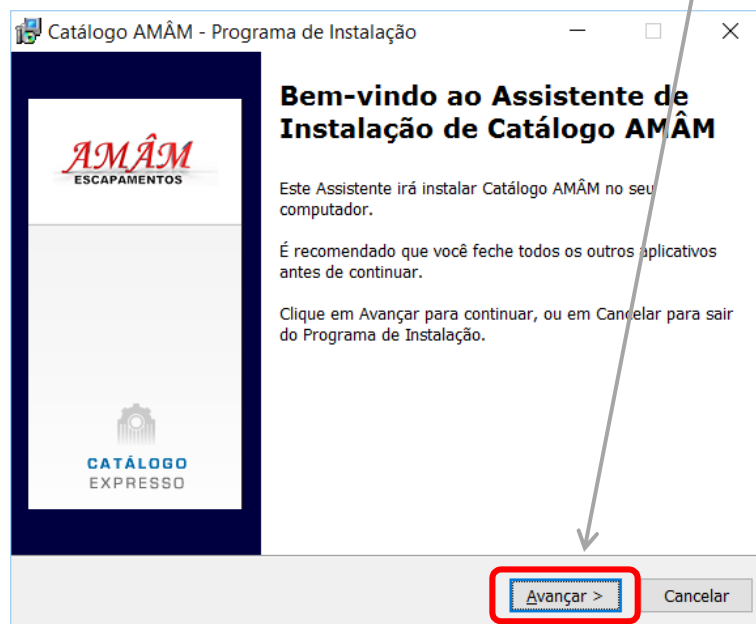 Catálogo AMÂM - Programa de Instalação
AMÂM
ESCAPAMENTOS
CATÁLOGO
EXPRESSO
Bem-vindo ao Assistente de
Instalação de Catálogo AMÂM
Este Assistente irá instalar Catálogo AMÂM no seu
computador.
É recomendado que você feche todos os outros aplicativos
antes de continuar.
Clique em Avançar para continuar, ou em Cancelar para sair
do Programa de Instalação.
Avançar >
Cancelar